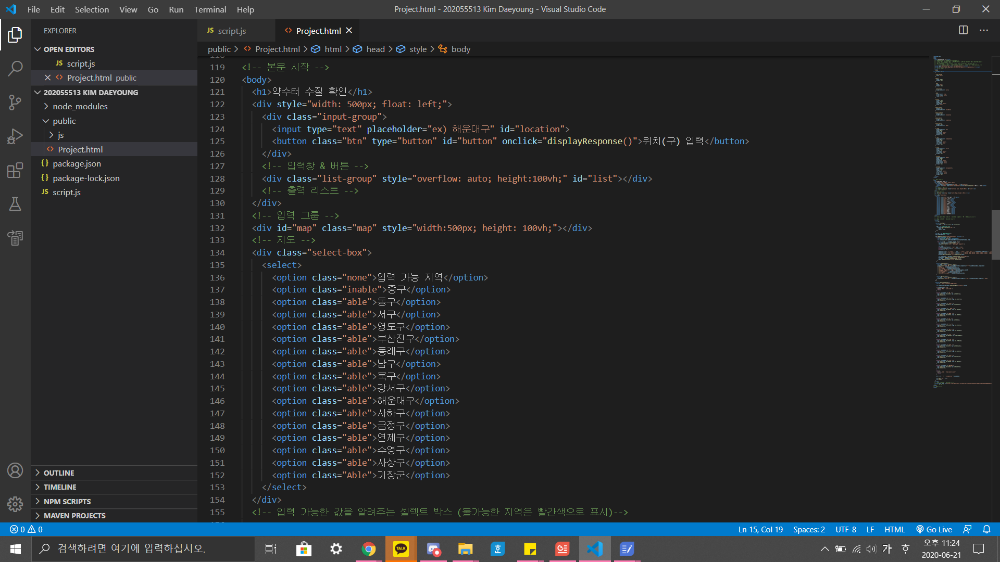 File Edit Selection View Go Run Terminal Help
Project.html - 202055513 Kim Daeyoung - Visual Studio Code
EXPLORER
OPEN EDITORS
JS script.js
Project.html public
202055513 KIM DAEYOUNG
node_modules
public
js
Project.html
{} package.json
{} package-lock.json
JS script.js
OUTLINE
TIMELINE
NPM SCRIPTS
MAVEN PROJECTS
JS script.js
Project.html
public > Project.html > html > head > style > body
119 <!-- 본문 시작 -->
120 <body>
121 <h1>약수터 수질 확인</h1>
122 <div style="width: 500px; float: left;">
123 <div class="input-group">
124 <input type="text" placeholder="ex) 해운대구" id="location">
125 <button class="btn" type="button" id="button" onclick="displayResponse()">위치(구) 입력</button>
126 </div>
127 <!-- 입력창 & 버튼 -->
128 <div class="list-group" style="overflow: auto; height:100vh;" id="list"></div>
129 <!-- 출력 리스트 -->
130 </div>
131 <!-- 입력 그룹 -->
132 <div id="map" class="map" style="width:500px; height: 100vh;"></div>
133 <!-- 지도 -->
134 <div class="select-box">
135 <select>
136 <option class="none">입력 가능 지역</option>
137 <option class="inable">중구</option>
138 <option class="able">동구</option>
139 <option class="able">서구</option>
140 <option class="able">영도구</option>
141 <option class="able">부산진구</option>
142 <option class="able">동래구</option>
143 <option class="able">남구</option>
144 <option class="able">북구</option>
145 <option class="able">강서구</option>
146 <option class="able">해운대구</option>
147 <option class="able">사하구</option>
148 <option class="able">금정구</option>
149 <option class="able">연제구</option>
150 <option class="able">수영구</option>
151 <option class="able">사상구</option>
152 <option class="Able">기장군</option>
153 </select>
154 </div>
155 <!-- 입력 가능한 값을 알려주는 셀렉트 박스 (불가능한 지역은 빨간색으로 표시)-->
0 0
Ln 15, Col 19 Spaces: 2 UTF-8 LF HTML Go Live
검색하려면 여기에 입력하십시오.
TALK
가
오후 11:24
2020-06-21